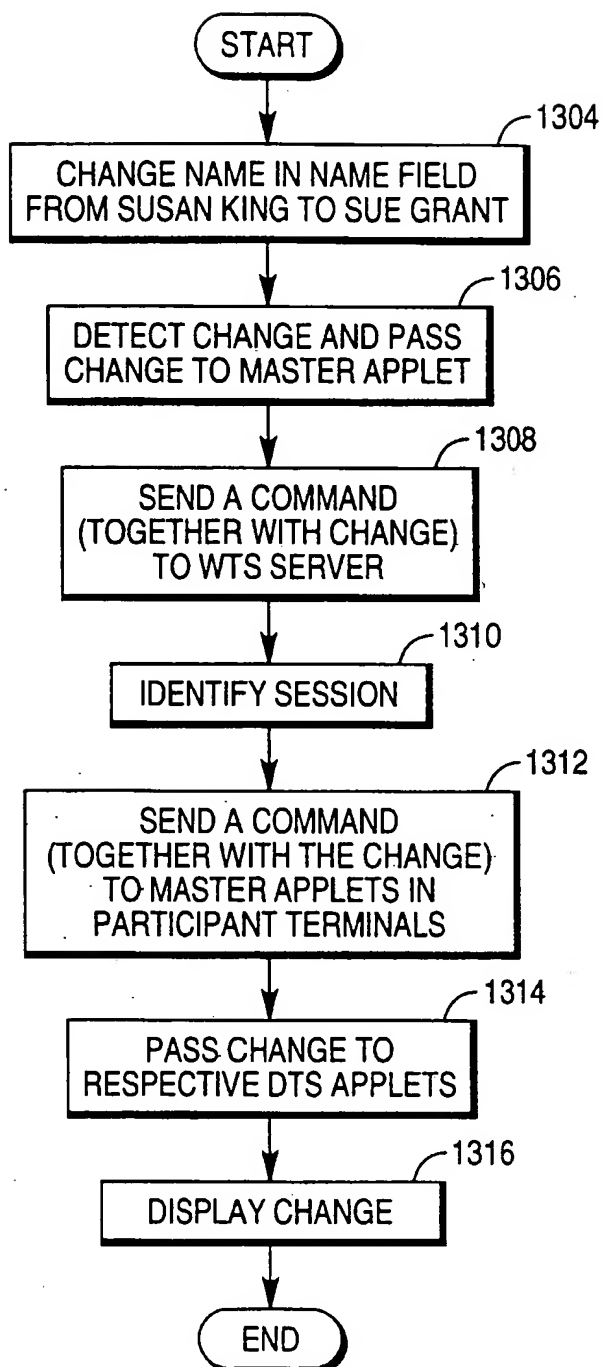 START
1304
CHANGE NAME IN NAME FIELD
FROM SUSAN KING TO SUE GRANT
1306
DETECT CHANGE AND PASS
CHANGE TO MASTER APPLET
1308
SEND A COMMAND
(TOGETHER WITH CHANGE)
TO WTS SERVER
1310
IDENTIFY SESSION
1312
SEND A COMMAND
(TOGETHER WITH THE CHANGE)
TO MASTER APPLETS IN
PARTICIPANT TERMINALS
1314
PASS CHANGE TO
RESPECTIVE DTS APPLETS
1316
DISPLAY CHANGE
END